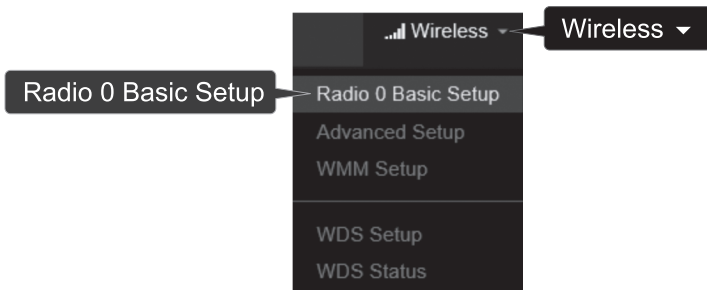 Wireless
Wireless
Radio 0 Basic Setup
Radio 0 Basic Setup
Advanced Setup
WMM Setup
WDS Setup
WDS Status